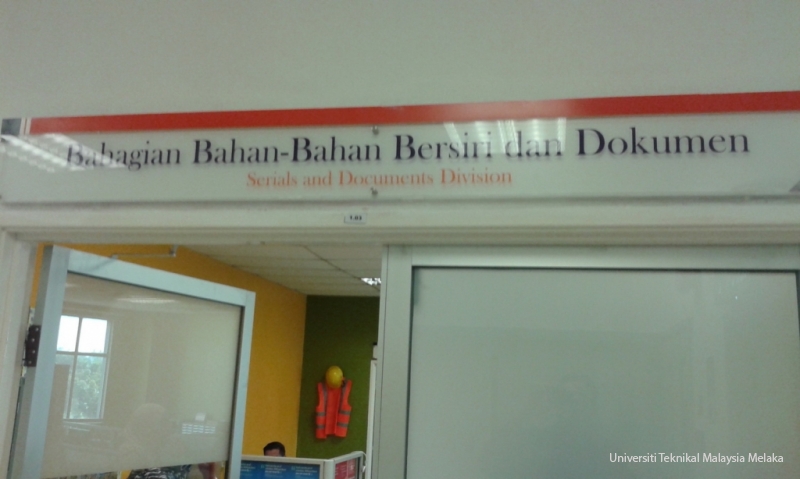 Bahagian Bahan-Bahan Bersiri dan Dokumen
Serials and Documents Division
Universiti Teknikal Malaysia Melaka